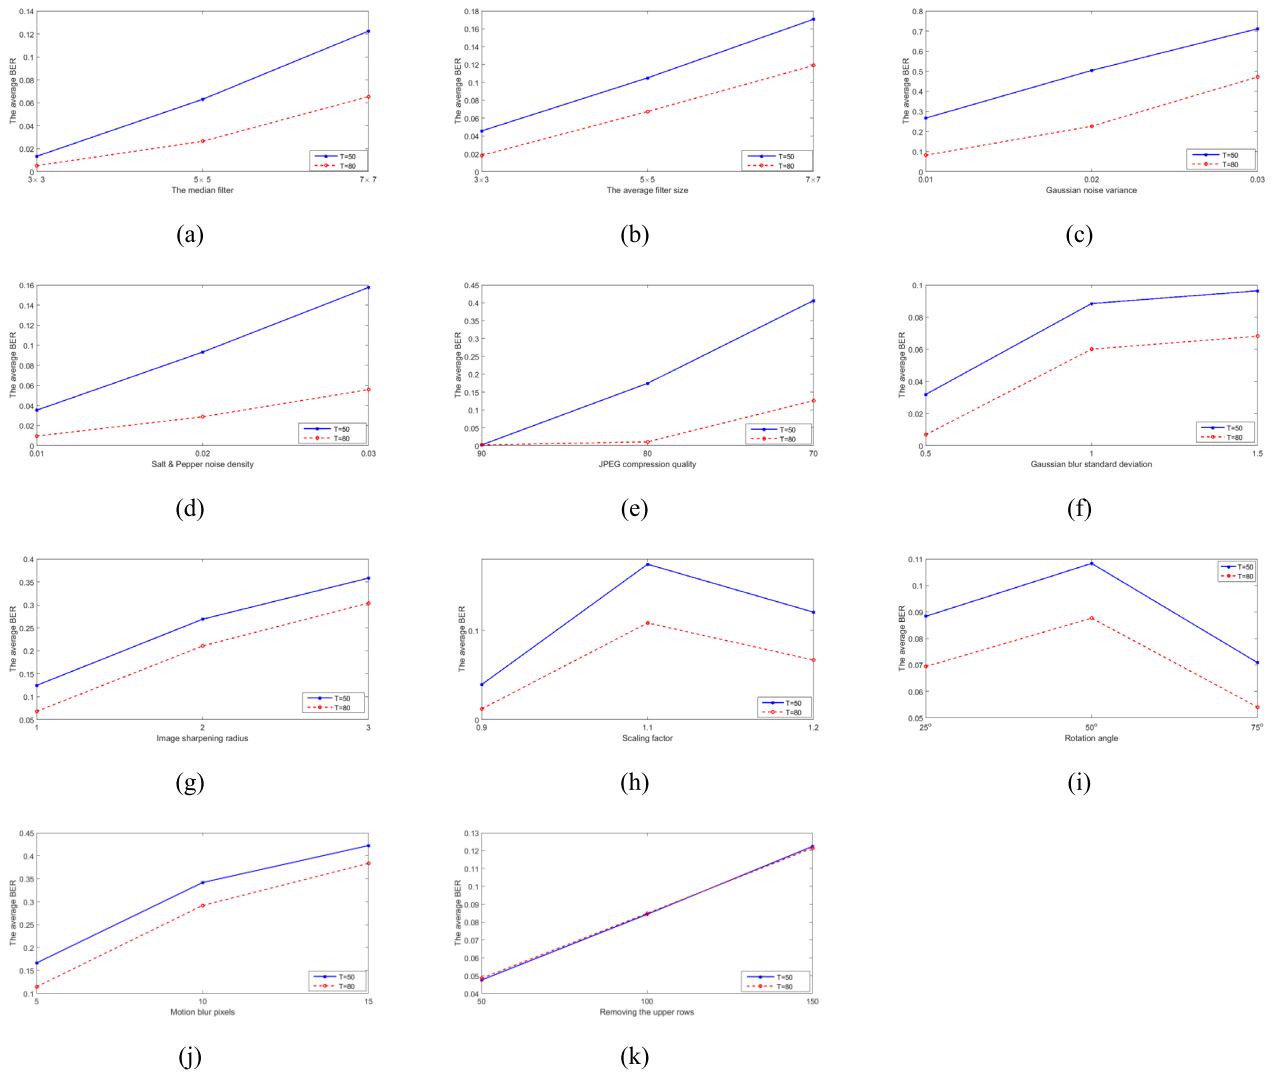 0.14
0.12
0.1
0.08
0.06
0.04
0.02
0
The average BER
3× 3
5× 5
7× 7
The median filter
T=50
T=80
(a)
0.18
0.16
0.14
0.12
0.1
0.08
0.06
0.04
0.02
0
The average BER
3×3
5×5
7×7
The average filter size
T=50
T=80
(b)
0.8
0.7
0.6
0.5
0.4
0.3
0.2
0.1
0
The average BER
0.01
0.02
0.03
Gaussian noise variance
T=50
T=80
(c)
0.16
0.14
0.12
0.1
0.08
0.06
0.04
0.02
0
The average BER
0.01
0.02
0.03
Salt & Pepper noise density
T=50
T=80
(d)
0.45
0.4
0.35
0.3
0.25
0.2
0.15
0.1
0.05
0
The average BER
90
80
70
JPEG compression quality
T=50
T=80
(e)
0.1
0.08
0.06
0.04
0.02
0
The average BER
0.5
1
1.5
Gaussian blur standard deviation
T=50
T=80
(f)
0.4
0.35
0.3
0.25
0.2
0.15
0.1
0.05
The average BER
1
2
3
Image sharpening radius
T=50
T=80
(g)
0.1
0
The average BER
0.9
1.1
1.2
Scaling factor
T=50
T=80
(h)
0.11
0.1
0.09
0.08
0.07
0.06
0.05
The average BER
25°
50°
75°
Rotation angle
T=50
T=80
(i)
0.45
0.4
0.35
0.3
0.25
0.2
0.15
0.1
The average BER
5
10
15
Motion blur pixels
T=50
T=80
(j)
0.13
0.12
0.11
0.1
0.09
0.08
0.07
0.06
0.05
0.04
The average BER
50
100
150
Removing the upper rows
T=50
T=80
(k)